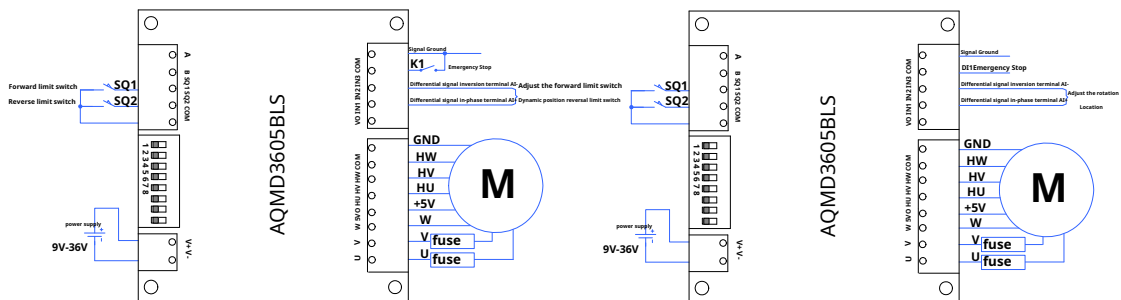 Signal Ground
K1
Emergency Stop
A
B SQ1 SQ2 COM
VO IN1 IN2 IN3 COM
Forward limit switch
SQ1
Reverse limit switch
SQ2
Differential signal inversion terminal AI-
Adjust the forward limit switch
Differential signal in-phase terminal AI-
Dynamic position reversal limit switch
AQMD3605BLS
1 2 3 4 5 6 7 8
GND
HW
HV
HU
+5V
W
V
fuse
U
fuse
U V W 5VO HU HV HW COM
M
power supply
9V-36V
V+ V-
Signal Ground
DI1Emergency Stop
A
B SQ1 SQ2 COM
VO IN1 IN2 IN3 COM
SQ1
SQ2
Differential signal inversion terminal AI-
Adjust the rotation
Differential signal in-phase terminal AI-
Location
AQMD3605BLS
1 2 3 4 5 6 7 8
GND
HW
HV
HU
+5V
W
V
fuse
U
fuse
U V W 5VO HU HV HW COM
M
power supply
9V-36V
V+ V-